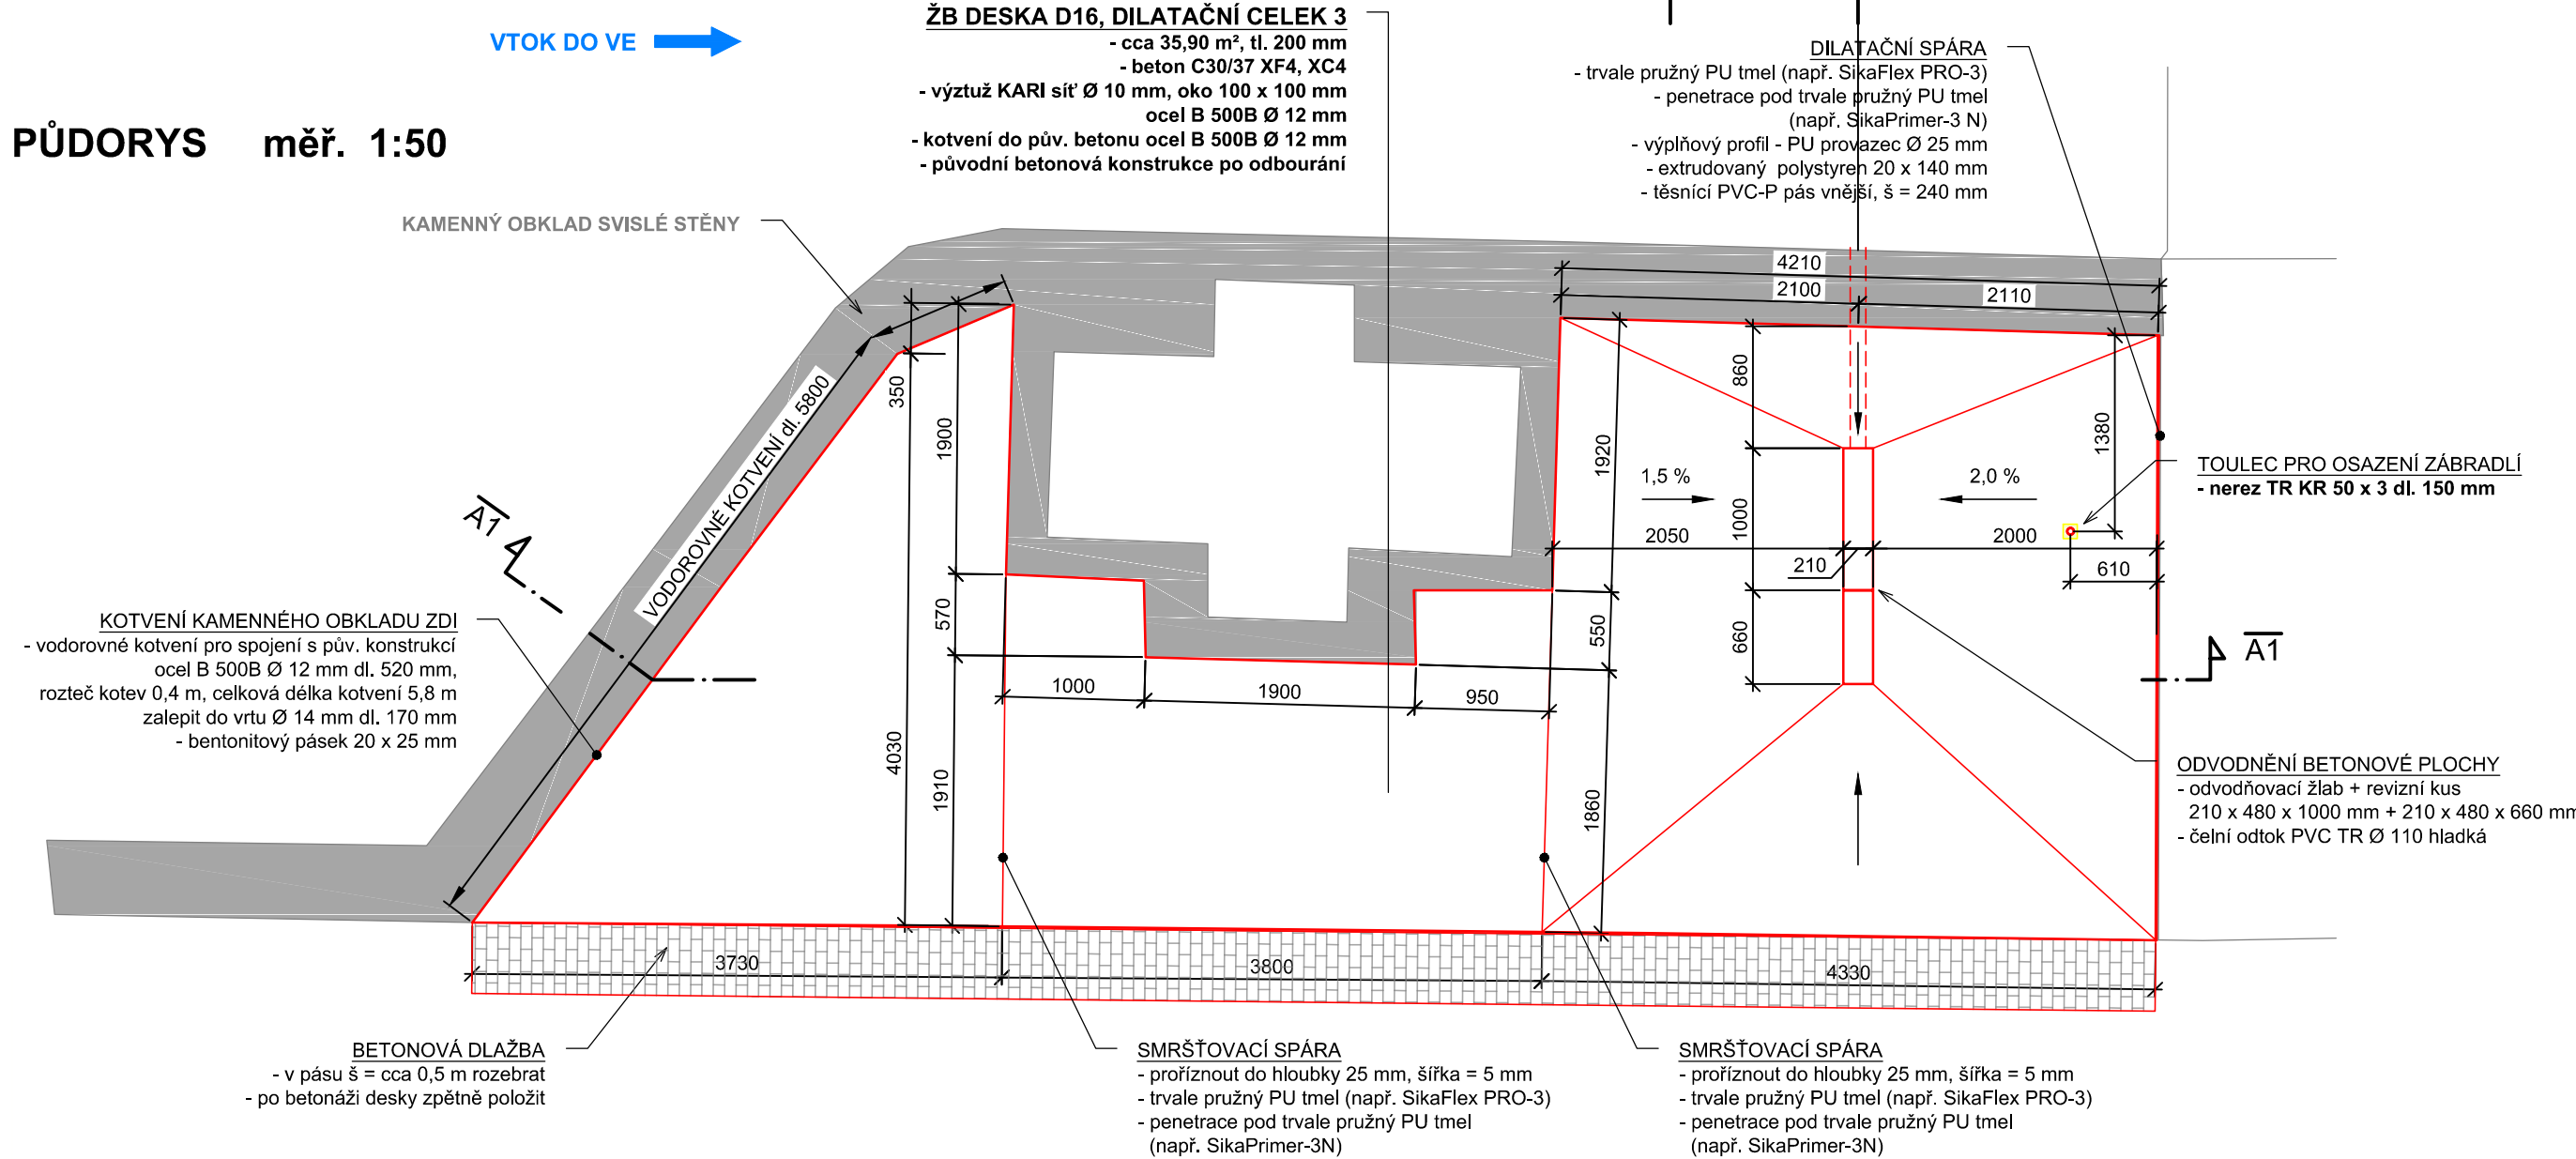 VTOK DO VE
PŮDORYS měř. 1:50
ŽB DESKA D16, DILATAČNÍ CELEK 3
- cca 35,90 m², tl. 200 mm
- beton C30/37 XF4, XC4
- výztuž KARI síť Ø 10 mm, oko 100 x 100 mm
ocel B 500B Ø 12 mm
- kotvení do pův. betonu ocel B 500B Ø 12 mm
- původní betonová konstrukce po odbourání
DILATAČNÍ SPÁRA
- trvale pružný PU tmel (např. SikaFlex PRO-3)
- penetrace pod trvale pružný PU tmel
(např. SikaPrimer-3 N)
- výplňový profil - PU provazec Ø 25 mm
- extrudovaný polystyren 20 x 140 mm
- těsnící PVC-P pás vnější, š = 240 mm
KAMENNÝ OBKLAD SVISLÉ STĚNY
4210
2100
2110
VODOROVNÉ KOTVENÍ dl. 5800
350
1900
570
4030
1910
1000
1900
950
1920
550
1860
860
1000
660
1,5 %
2,0 %
2050
210
2000
1380
610
TOULEC PRO OSAZENÍ ZÁBRADLÍ
- nerez TR KR 50 x 3 dl. 150 mm
A1
A1
KOTVENÍ KAMENNÉHO OBKLADU ZDI
- vodorovné kotvení pro spojení s pův. konstrukcí
ocel B 500B Ø 12 mm dl. 520 mm,
rozteč kotev 0,4 m, celková délka kotvení 5,8 m
zalepit do vrtu Ø 14 mm dl. 170 mm
- bentonitový pásek 20 x 25 mm
ODVODNĚNÍ BETONOVÉ PLOCHY
- odvodňovací žlab + revizní kus
210 x 480 x 1000 mm + 210 x 480 x 660 mm
- čelní odtok PVC TR Ø 110 hladká
3730
3800
4330
BETONOVÁ DLAŽBA
- v pásu š = cca 0,5 m rozebrat
- po betonáži desky zpětně položit
SMRŠŤOVACÍ SPÁRA
- proříznout do hloubky 25 mm, šířka = 5 mm
- trvale pružný PU tmel (např. SikaFlex PRO-3)
- penetrace pod trvale pružný PU tmel
(např. SikaPrimer-3N)
SMRŠŤOVACÍ SPÁRA
- proříznout do hloubky 25 mm, šířka = 5 mm
- trvale pružný PU tmel (např. SikaFlex PRO-3)
- penetrace pod trvale pružný PU tmel
(např. SikaPrimer-3N)